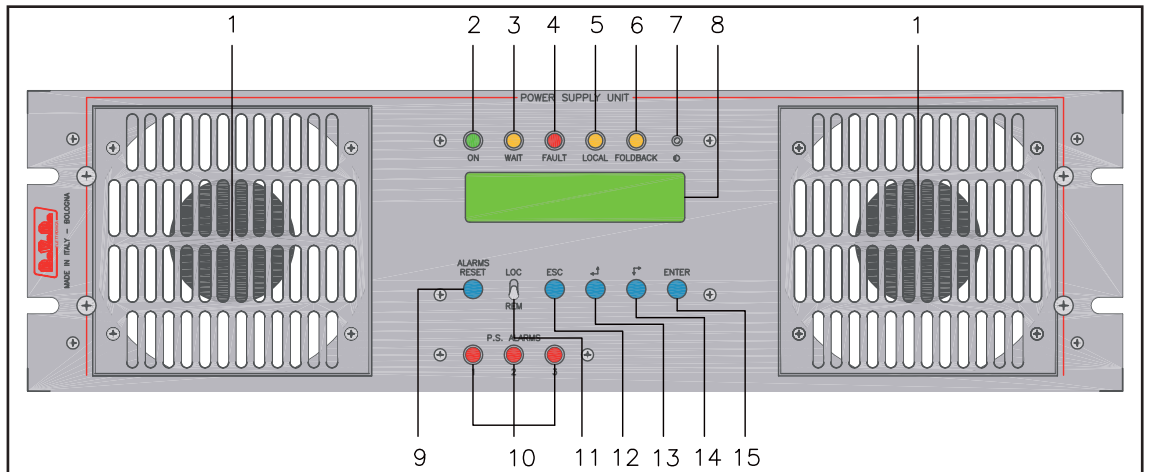 1 2 3 4 5 6 7 8 1
POWER SUPPLY UNIT
ON WAIT FAULT LOCAL FOLDBACK
R.V.R.
MADE IN ITALY - BOLOGNA
ALARMS
RESET LOC ESC ENTER
REM
P.S. ALARMS
1 2 3
9 10 11 12 13 14 15